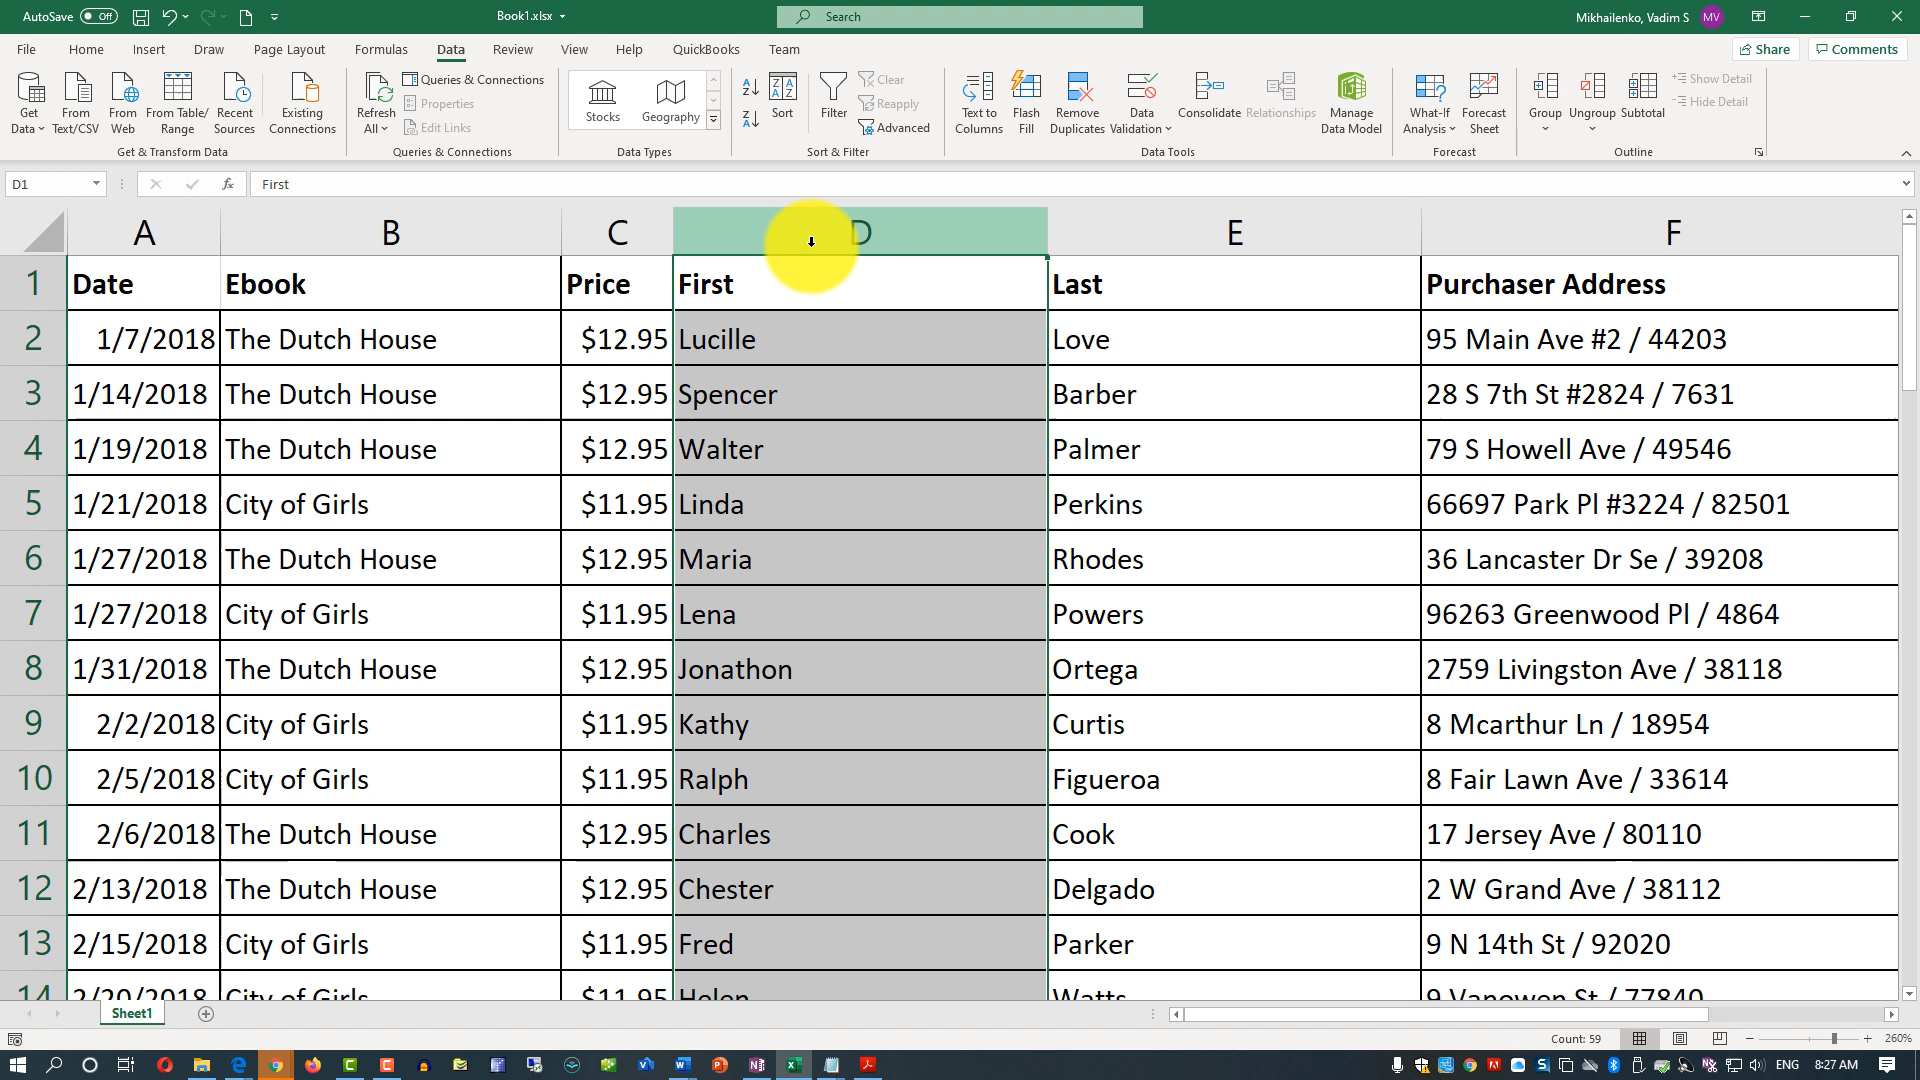 AutoSave Off Book1.xlsx Search Mikhailenko, Vadim S MV
File Home Insert Draw Page Layout Formulas Data Review View Help QuickBooks Team Share Comments
Get Data From Text/CSV From Web From Table/ Range Recent Sources Existing Connections
Get & Transform Data
Refresh All Queries & Connections Properties Edit Links
Queries & Connections
Stocks Geography
Data Types
Sort Filter Clear Reapply Advanced
Sort & Filter
Text to Columns Flash Fill Remove Duplicates Data Validation Consolidate Relationships Manage Data Model
Data Tools
What-If Analysis Forecast Sheet
Forecast
Group Ungroup Subtotal Show Detail Hide Detail
Outline
D1 fx First
A B C D E F
1 Date Ebook Price First Last Purchaser Address
2 1/7/2018 The Dutch House $12.95 Lucille Love 95 Main Ave #2 / 44203
3 1/14/2018 The Dutch House $12.95 Spencer Barber 28 S 7th St #2824 / 7631
4 1/19/2018 The Dutch House $12.95 Walter Palmer 79 S Howell Ave / 49546
5 1/21/2018 City of Girls $11.95 Linda Perkins 66697 Park Pl #3224 / 82501
6 1/27/2018 The Dutch House $12.95 Maria Rhodes 36 Lancaster Dr Se / 39208
7 1/27/2018 City of Girls $11.95 Lena Powers 96263 Greenwood Pl / 4864
8 1/31/2018 The Dutch House $12.95 Jonathon Ortega 2759 Livingston Ave / 38118
9 2/2/2018 City of Girls $11.95 Kathy Curtis 8 Mcarthur Ln / 18954
10 2/5/2018 City of Girls $11.95 Ralph Figueroa 8 Fair Lawn Ave / 33614
11 2/6/2018 The Dutch House $12.95 Charles Cook 17 Jersey Ave / 80110
12 2/13/2018 The Dutch House $12.95 Chester Delgado 2 W Grand Ave / 38112
13 2/15/2018 City of Girls $11.95 Fred Parker 9 N 14th St / 92020
14 2/20/2018 City of Girls $11.95 Helen Watts 9 Vanowen St / 77840
Sheet1
Count: 59 260%
ENG 8:27 AM